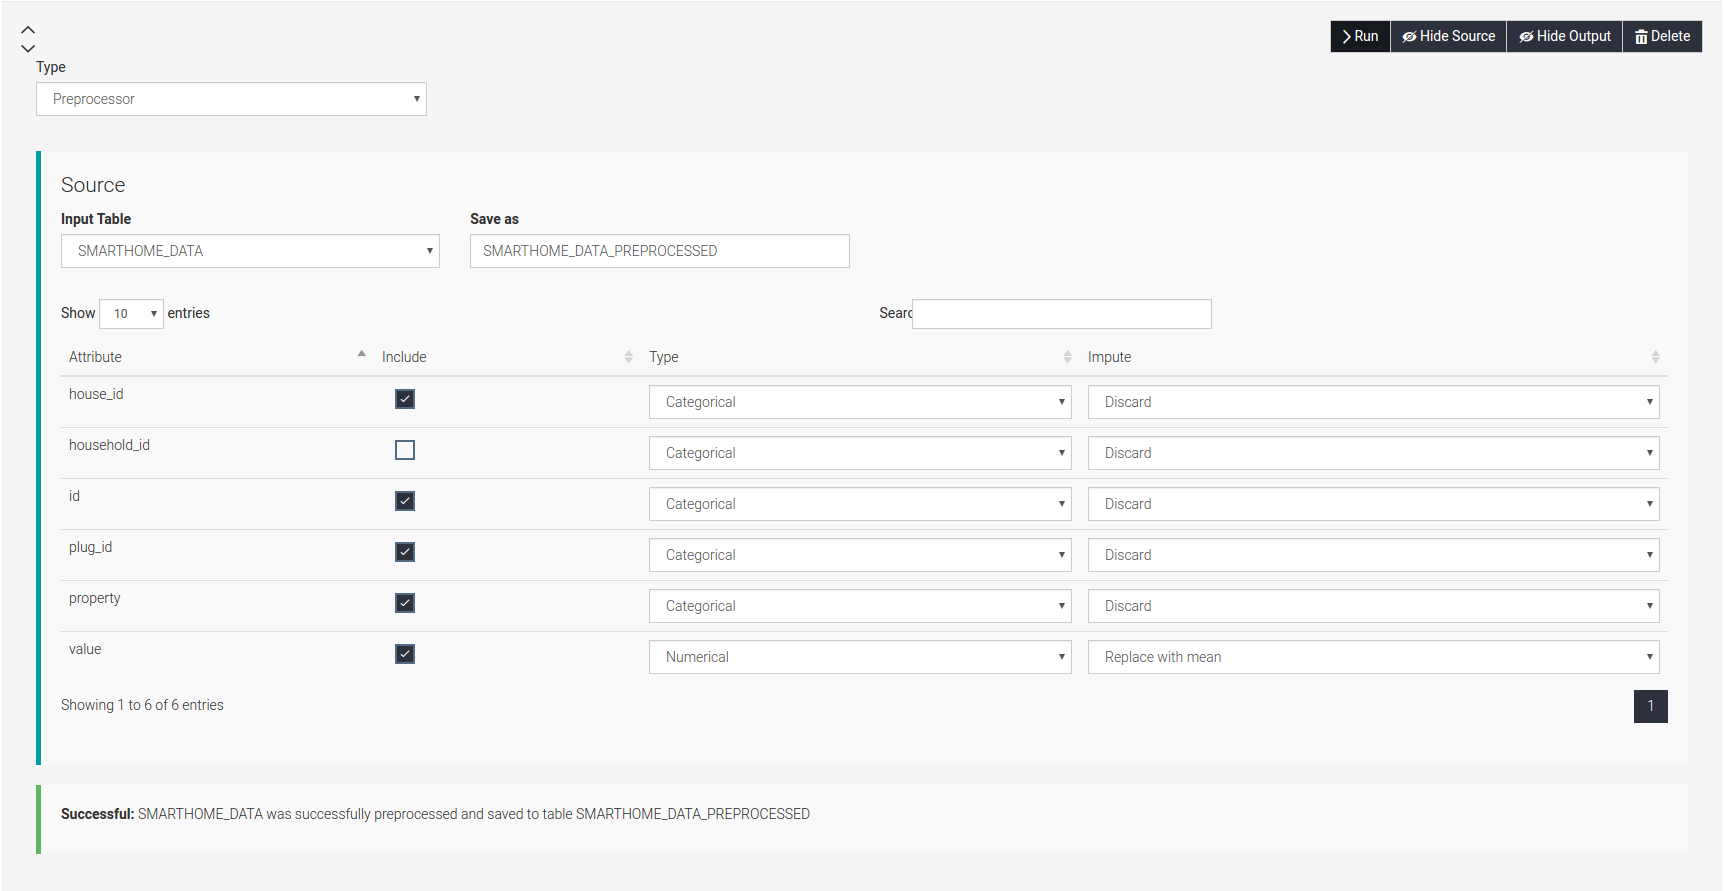 Run Hide Source Hide Output Delete
Type
Preprocessor
Source
Input Table Save as
SMARTHOME_DATA SMARTHOME_DATA_PREPROCESSED
Show 10 entries Searc
Attribute Include Type Impute
house_id Categorical Discard
household_id Categorical Discard
id Categorical Discard
plug_id Categorical Discard
property Categorical Discard
value Numerical Replace with mean
Showing 1 to 6 of 6 entries 1
Successful: SMARTHOME_DATA was successfully preprocessed and saved to table SMARTHOME_DATA_PREPROCESSED